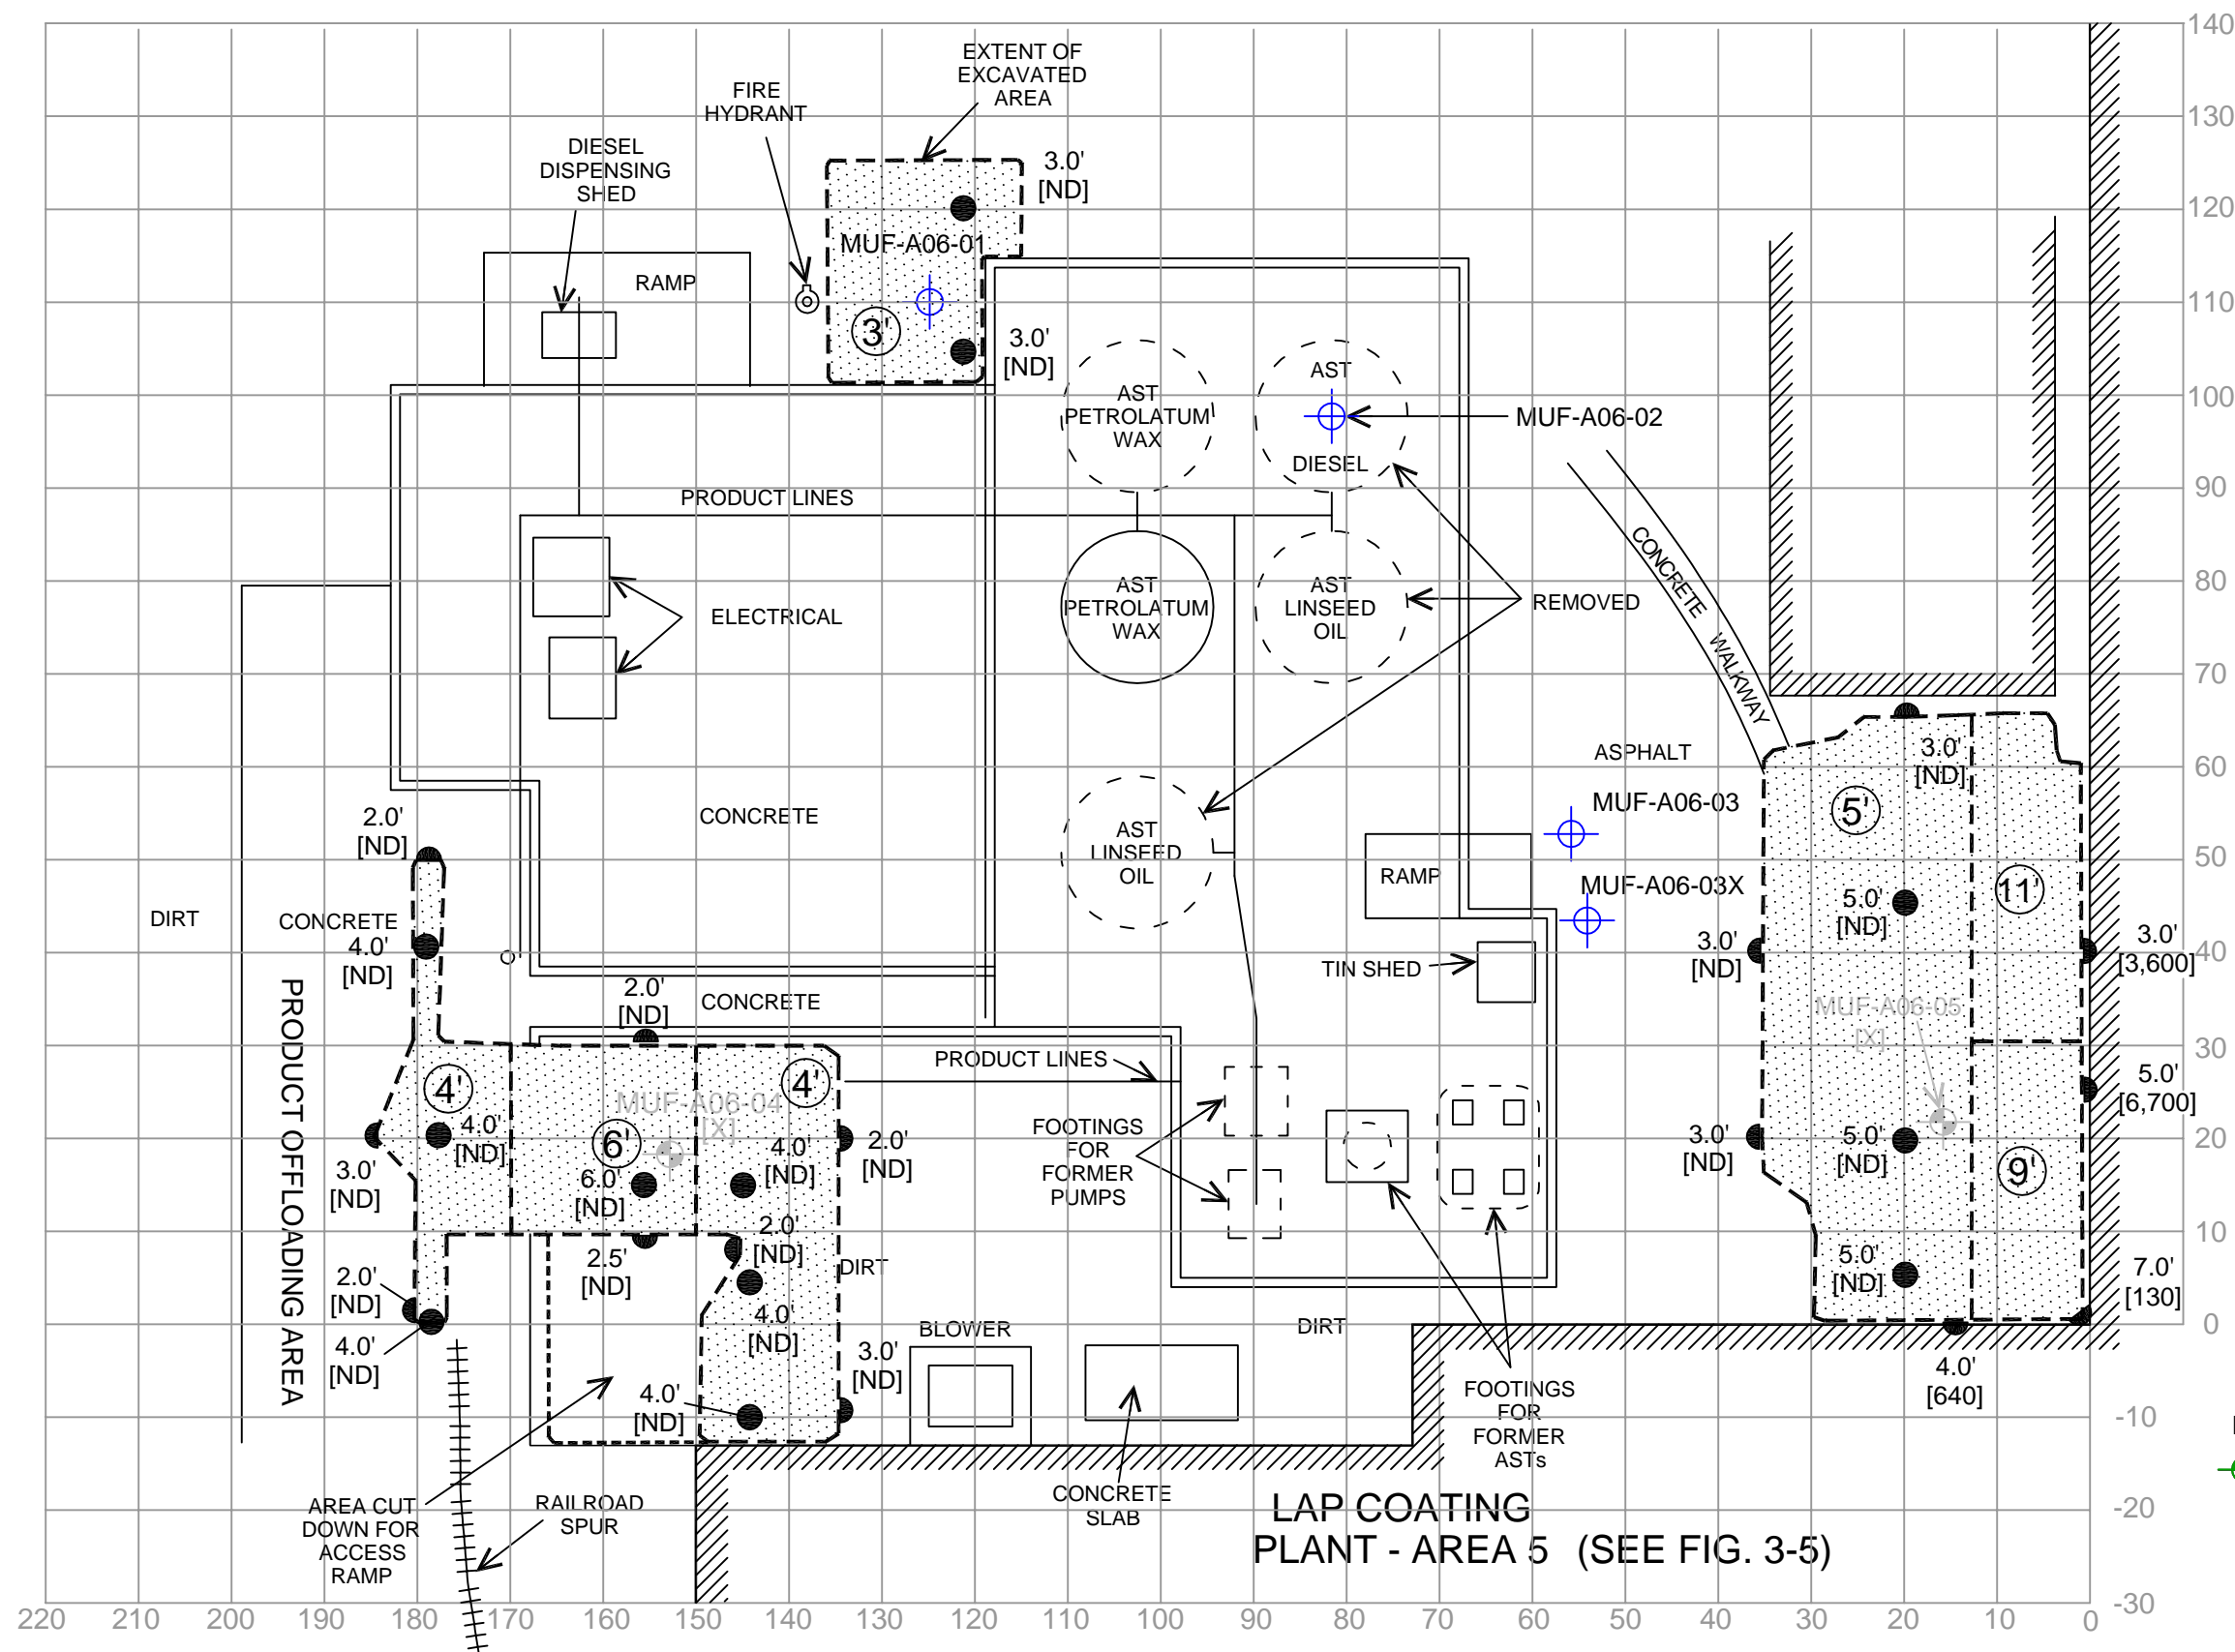 EXTENT OF
EXCAVATED
AREA
FIRE
HYDRANT
DIESEL
DISPENSING
SHED
RAMP
MUF-A06-01
3'
3.0'
[ND]
3.0'
[ND]
AST
PETROLATUM
WAX
AST
DIESEL
MUF-A06-02
PRODUCT LINES
ELECTRICAL
AST
PETROLATUM
WAX
AST
LINSEED
OIL
REMOVED
CONCRETE WALKWAY
ASPHALT
MUF-A06-03
MUF-A06-03X
CONCRETE
AST
LINSEED
OIL
RAMP
TIN SHED
2.0'
[ND]
DIRT
CONCRETE
4.0'
[ND]
PRODUCT OFFLOADING AREA
2.0'
[ND]
CONCRETE
PRODUCT LINES
4'
4.0'
[ND]
3.0'
[ND]
MUF-A06-04
[X]
6'
6.0'
[ND]
4'
4.0'
[ND]
2.0'
[ND]
2.0'
[ND]
2.5'
[ND]
DIRT
2.0'
[ND]
4.0'
[ND]
4.0'
[ND]
4.0'
[ND]
3.0'
[ND]
FOOTINGS
FOR
FORMER
PUMPS
BLOWER
DIRT
FOOTINGS
FOR
FORMER
ASTs
CONCRETE
SLAB
AREA CUT
DOWN FOR
ACCESS
RAMP
RAILROAD
SPUR
LAP COATING
PLANT - AREA 5 (SEE FIG. 3-5)
3.0'
[ND]
5'
11'
5.0'
[ND]
3.0'
[ND]
3.0'
[3,600]
MUF-A06-05
[X]
5.0'
[6,700]
3.0'
[ND]
5.0'
[ND]
9'
5.0'
[ND]
7.0'
[130]
4.0'
[640]
140
130
120
110
100
90
80
70
60
50
40
30
20
10
0
-10
-20
-30
220 210 200 190 180 170 160 150 140 130 120 110 100 90 80 70 60 50 40 30 20 10 0